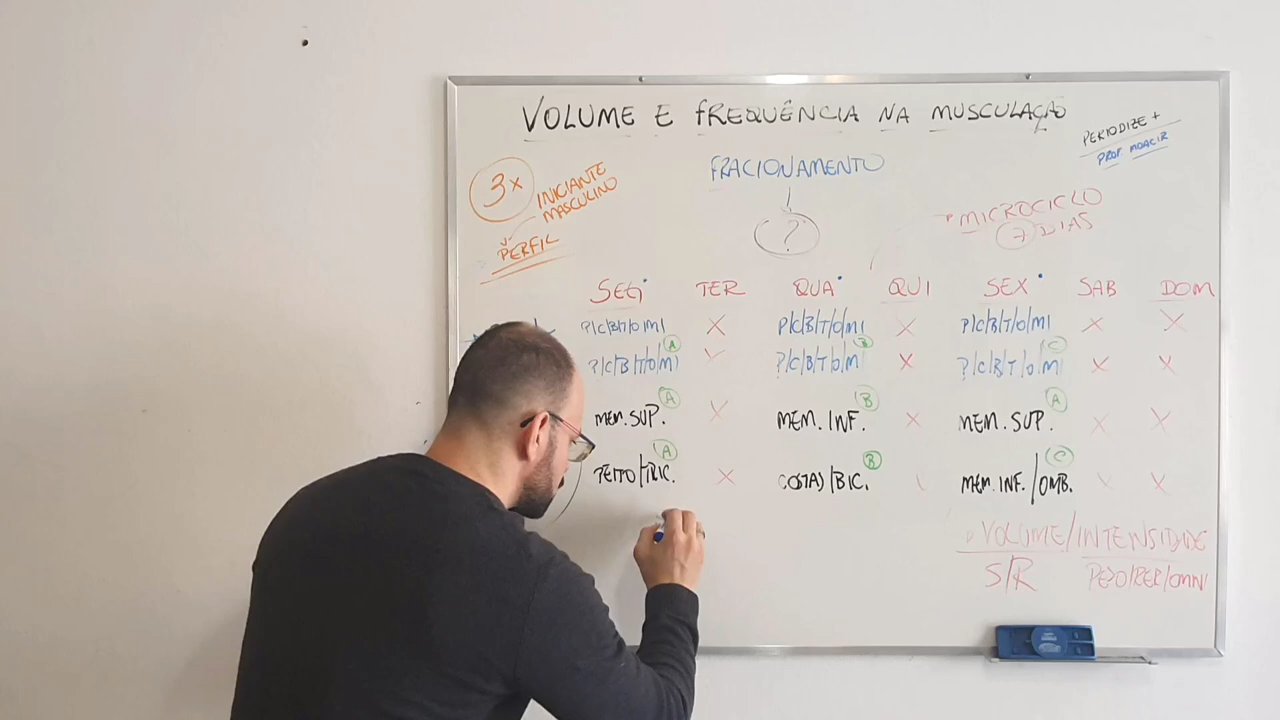 VOLUME E FREQUÊNCIA NA MUSCULAÇÃO
PERIODIZE +
PROF. MOACIR
3x
INICIANTE
MASCULINO
PERFIL
FRACIONAMENTO
?
MICROCICLO
7 DIAS
SEG TER QUA QUI SEX SAB DOM
P/C/B/T/O/M/ X P/C/B/T/O/M/ X P/C/B/T/O/M/ X X
A B C
P/C/B/T/O/M P/C/B/T/O/M X P/C/B/T/O/M X X
A B A
MEM. SUP. X MEM. INF. X MEM. SUP. X X
A B C
PEITO/TRIC. X COSTAS/BIC. MEM. INF./OMB. X
VOLUME/INTENSIDADE
S/R PESO/RER/OMNI